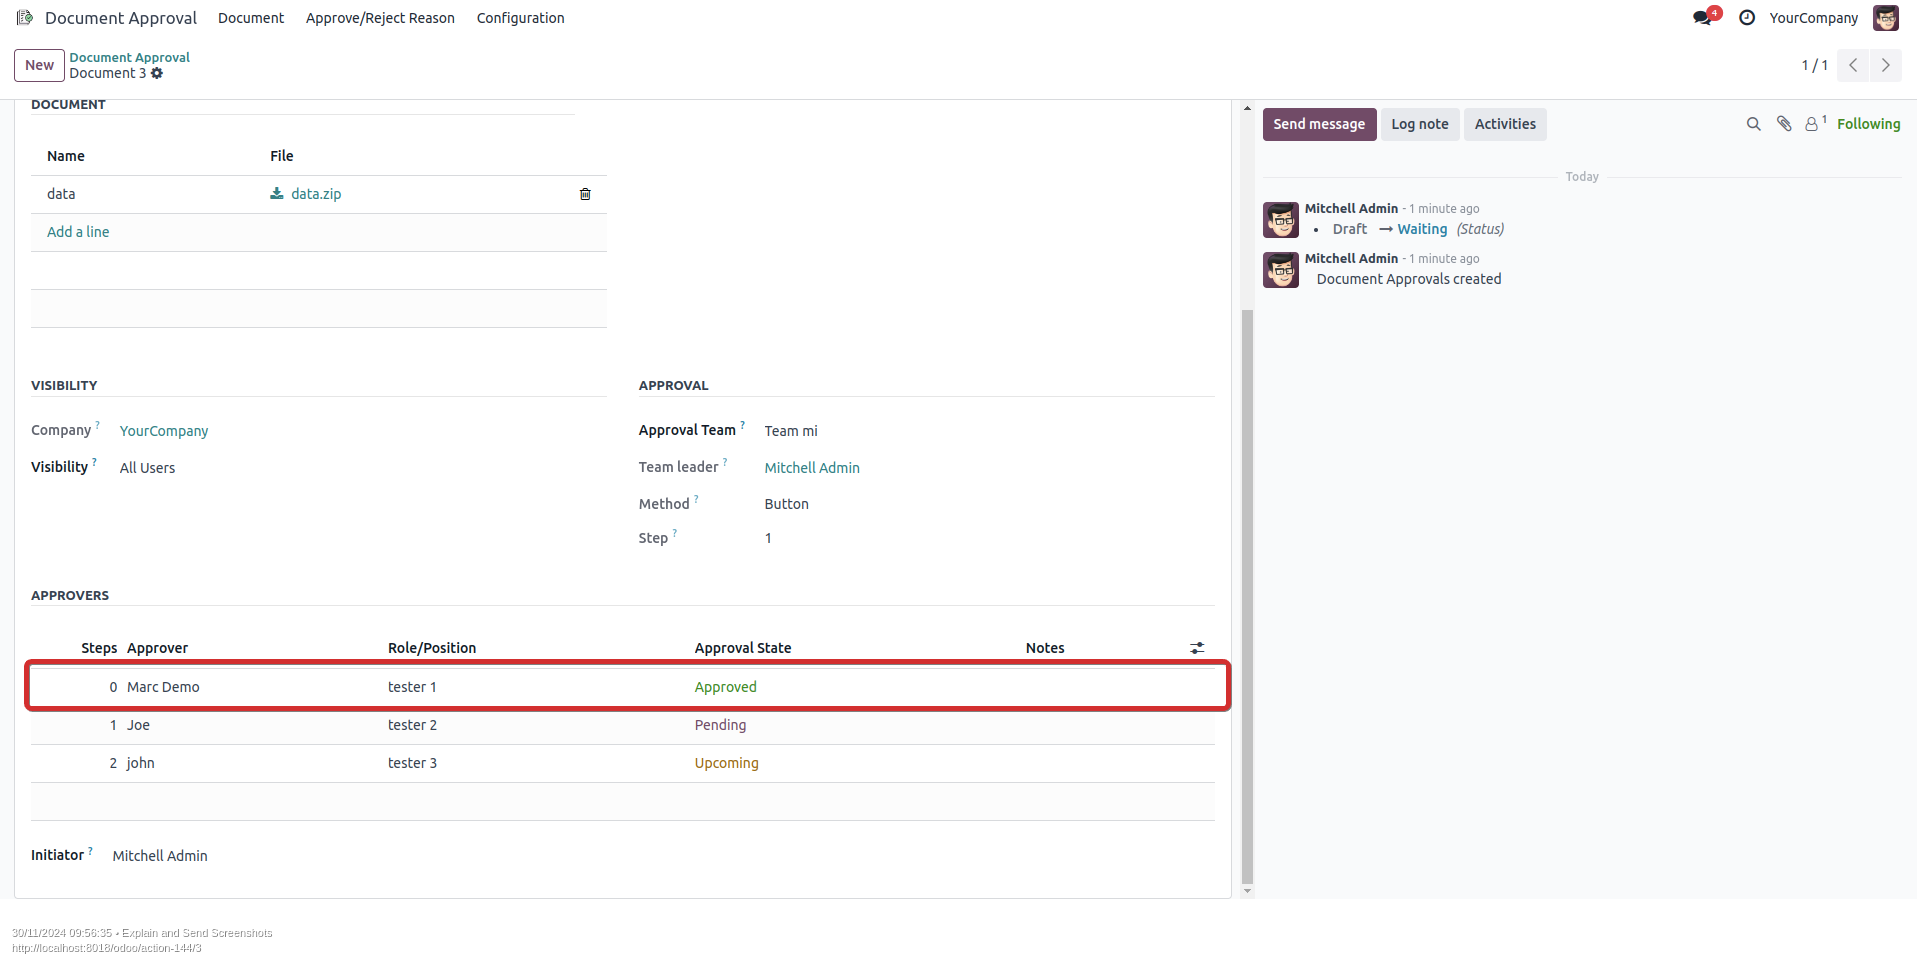 Document Approval Document Approve/Reject Reason Configuration 4 YourCompany
New Document Approval
Document 3 1 / 1
DOCUMENT
Name File
data data.zip
Add a line
VISIBILITY APPROVAL
Company ? YourCompany Approval Team ? Team mi
Visibility ? All Users Team leader ? Mitchell Admin
Method ? Button
Step ? 1
APPROVERS
Steps Approver Role/Position Approval State Notes
0 Marc Demo tester 1 Approved
1 Joe tester 2 Pending
2 john tester 3 Upcoming
Initiator ? Mitchell Admin
Send message Log note Activities 1 Following
Today
Mitchell Admin - 1 minute ago
• Draft → Waiting (Status)
Mitchell Admin - 1 minute ago
Document Approvals created
30/11/2024 09:56:35 • Explain and Send Screenshots
http://localhost:8018/odoo/action-144/3